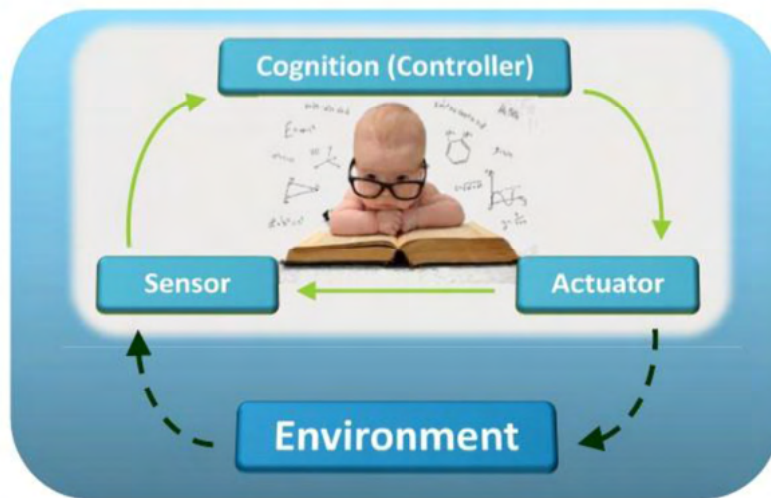 Cognition (Controller)
Sensor
Actuator
Environment